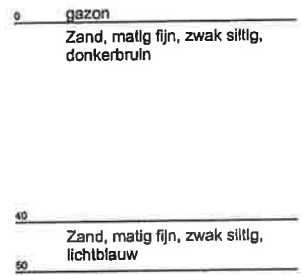 0 gazon
Zand, matig fijn, zwak siltig,
donkerbruin
40
Zand, matig fijn, zwak siltig,
lichtblauw
50